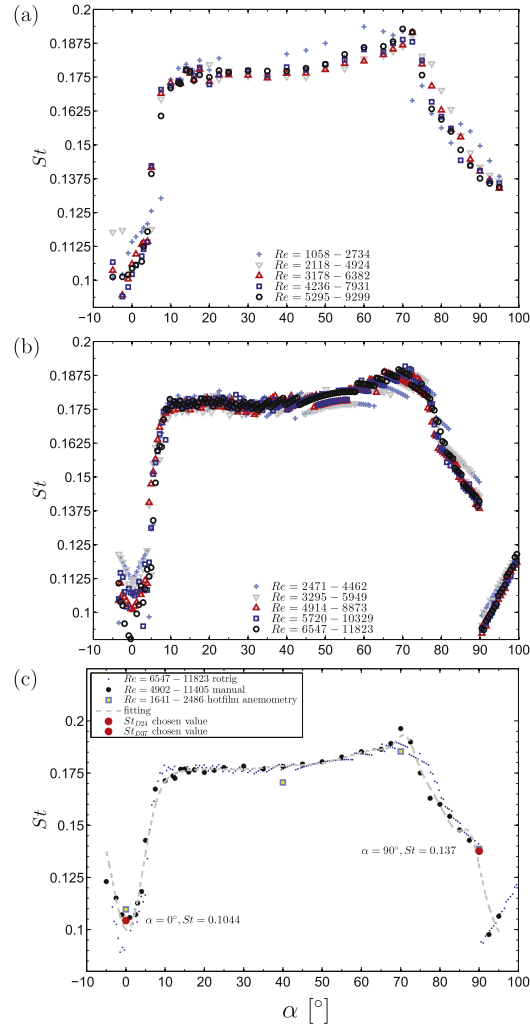 (a)
0.2
0.1875
0.175
0.1625
0.15
0.1375
0.125
0.1125
0.1
St
Re = 1058 − 2734
Re = 2118 − 4924
Re = 3178 − 6382
Re = 4236 − 7931
Re = 5295 − 9299
−10 0 10 20 30 40 50 60 70 80 90 100
(b)
0.2
0.1875
0.175
0.1625
0.15
0.1375
0.125
0.1125
0.1
St
Re = 2471 − 4462
Re = 3295 − 5949
Re = 4914 − 8873
Re = 5720 − 10329
Re = 6547 − 11823
−10 0 10 20 30 40 50 60 70 80 90 100
(c)
Re = 6547 − 11823 rotrig
Re = 4902 − 11405 manual
Re = 1641 − 2486 hotfilm anemometry
fitting
St_D24 chosen value
St_D37 chosen value
0.2
0.175
0.15
0.125
0.1
St
α = 90°, St = 0.137
α = 0°, St = 0.1044
−10 0 10 20 30 40 50 60 70 80 90 100
α [°]